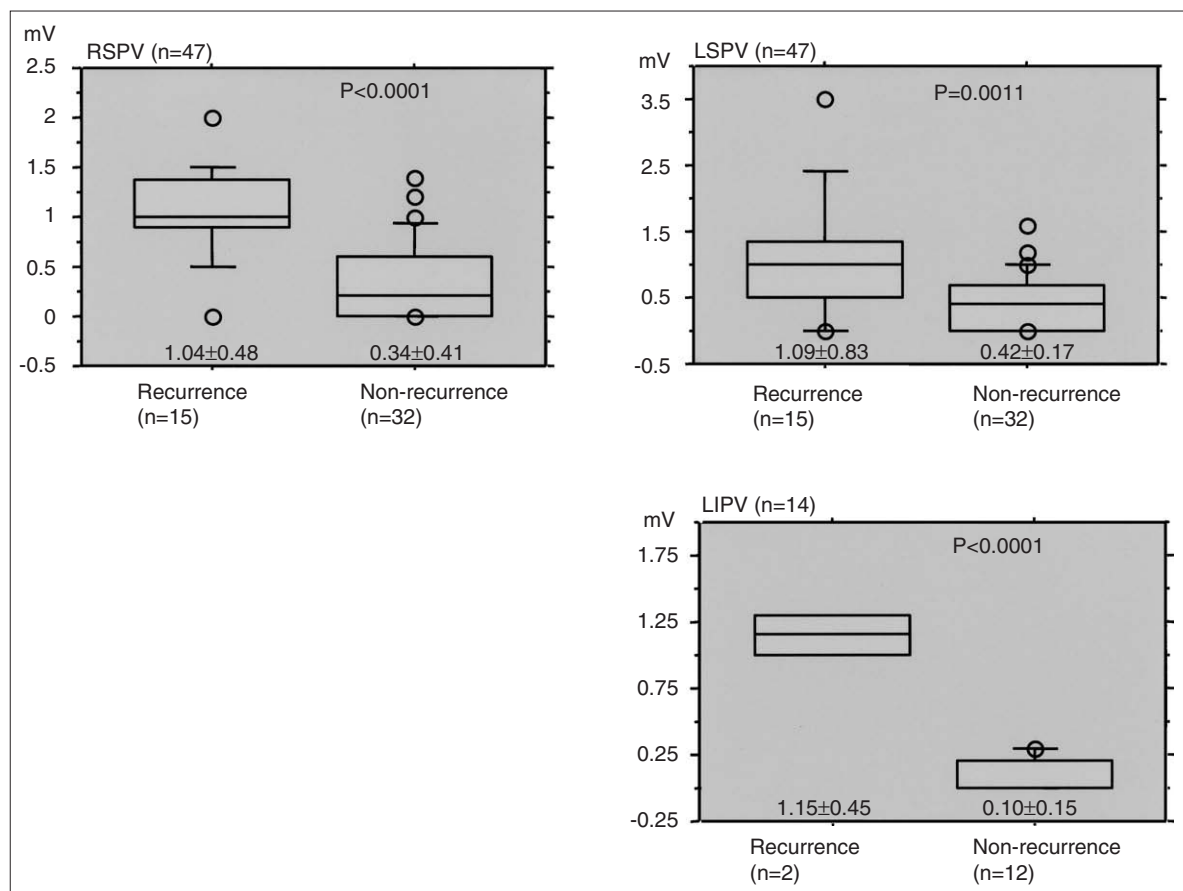 mV
RSPV (n=47)
2.5
2
1.5
1
0.5
0
-0.5
P<0.0001
1.04±0.48
0.34±0.41
Recurrence
(n=15)
Non-recurrence
(n=32)
mV
LSPV (n=47)
3.5
2.5
1.5
0.5
-0.5
P=0.0011
1.09±0.83
0.42±0.17
Recurrence
(n=15)
Non-recurrence
(n=32)
mV
LIPV (n=14)
1.75
1.25
0.75
0.25
-0.25
P<0.0001
1.15±0.45
0.10±0.15
Recurrence
(n=2)
Non-recurrence
(n=12)